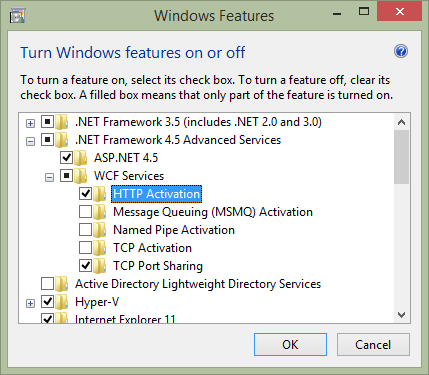 Windows Features
Turn Windows features on or off
To turn a feature on, select its check box. To turn a feature off, clear its
check box. A filled box means that only part of the feature is turned on.
.NET Framework 3.5 (includes .NET 2.0 and 3.0)
.NET Framework 4.5 Advanced Services
ASP.NET 4.5
WCF Services
HTTP Activation
Message Queuing (MSMQ) Activation
Named Pipe Activation
TCP Activation
TCP Port Sharing
Active Directory Lightweight Directory Services
Hyper-V
Internet Explorer 11
OK Cancel